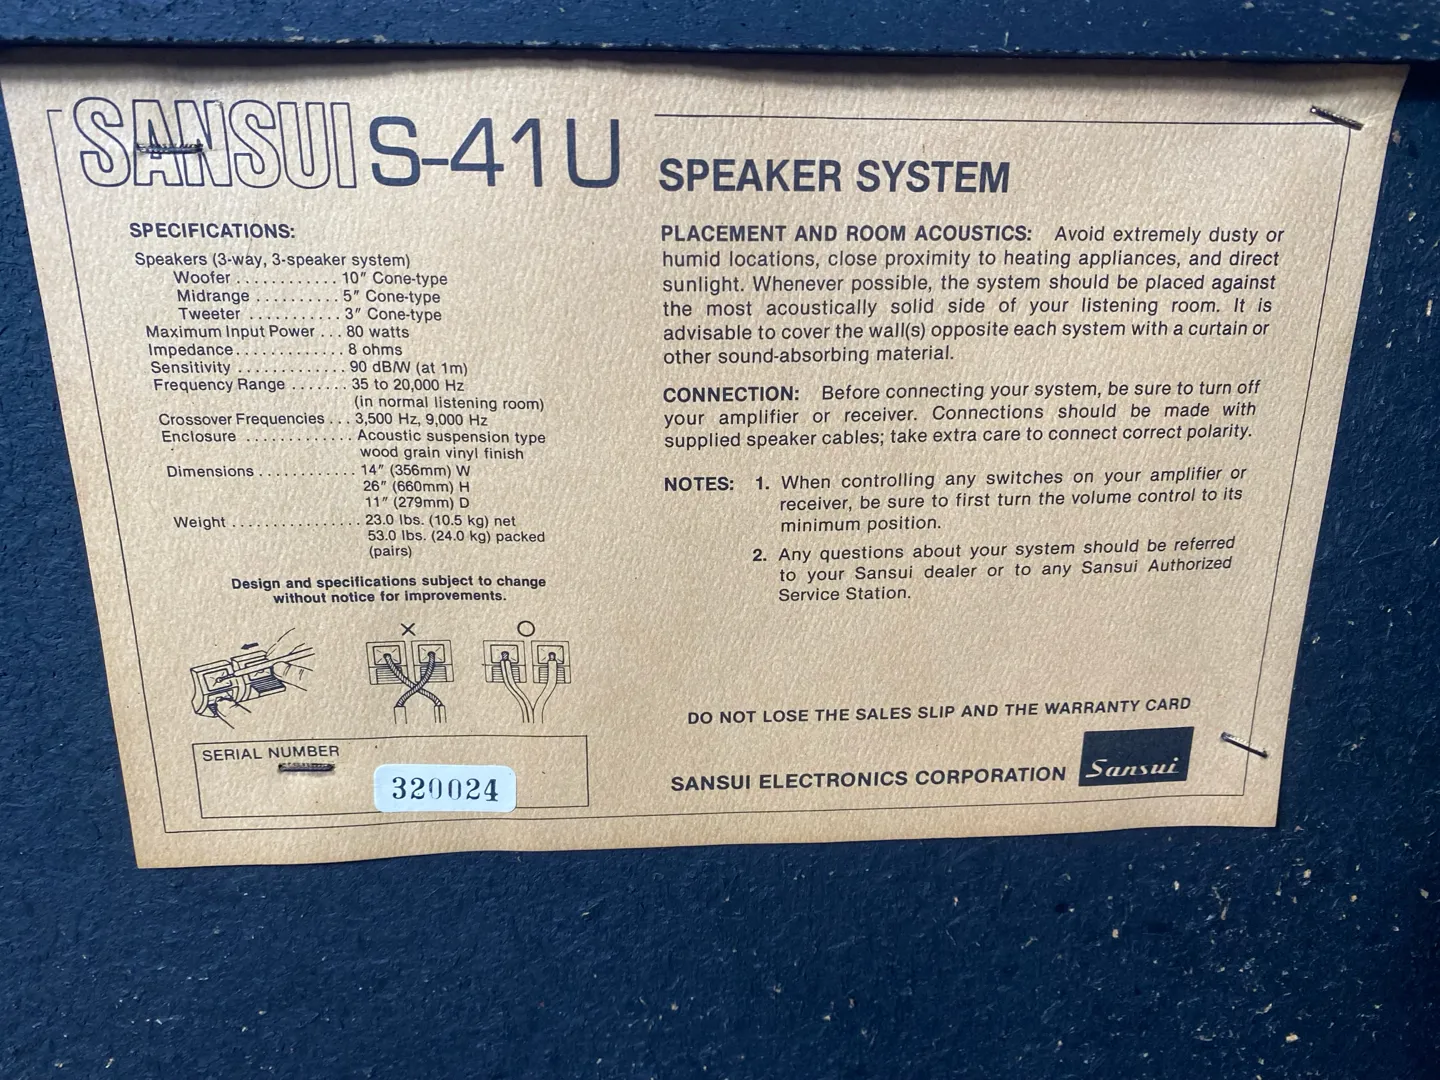 SANSUI S-41U SPEAKER SYSTEM
SPECIFICATIONS:
Speakers (3-way, 3-speaker system)
Woofer ............ 10" Cone-type
Midrange .......... 5" Cone-type
Tweeter ........... 3" Cone-type
Maximum Input Power ... 80 watts
Impedance............. 8 ohms
Sensitivity ............. 90 dB/W (at 1m)
Frequency Range ....... 35 to 20,000 Hz
(in normal listening room)
Crossover Frequencies ... 3,500 Hz, 9,000 Hz
Enclosure ............. Acoustic suspension type
wood grain vinyl finish
Dimensions ............ 14" (356mm) W
26" (660mm) H
11" (279mm) D
Weight ................ 23.0 lbs. (10.5 kg) net
53.0 lbs. (24.0 kg) packed
(pairs)
Design and specifications subject to change
without notice for improvements.
SERIAL NUMBER
320024
PLACEMENT AND ROOM ACOUSTICS: Avoid extremely dusty or
humid locations, close proximity to heating appliances, and direct
sunlight. Whenever possible, the system should be placed against
the most acoustically solid side of your listening room. It is
advisable to cover the wall(s) opposite each system with a curtain or
other sound-absorbing material.
CONNECTION: Before connecting your system, be sure to turn off
your amplifier or receiver. Connections should be made with
supplied speaker cables; take extra care to connect correct polarity.
NOTES: 1. When controlling any switches on your amplifier or
receiver, be sure to first turn the volume control to its
minimum position.
2. Any questions about your system should be referred
to your Sansui dealer or to any Sansui Authorized
Service Station.
DO NOT LOSE THE SALES SLIP AND THE WARRANTY CARD
SANSUI ELECTRONICS CORPORATION Sansui